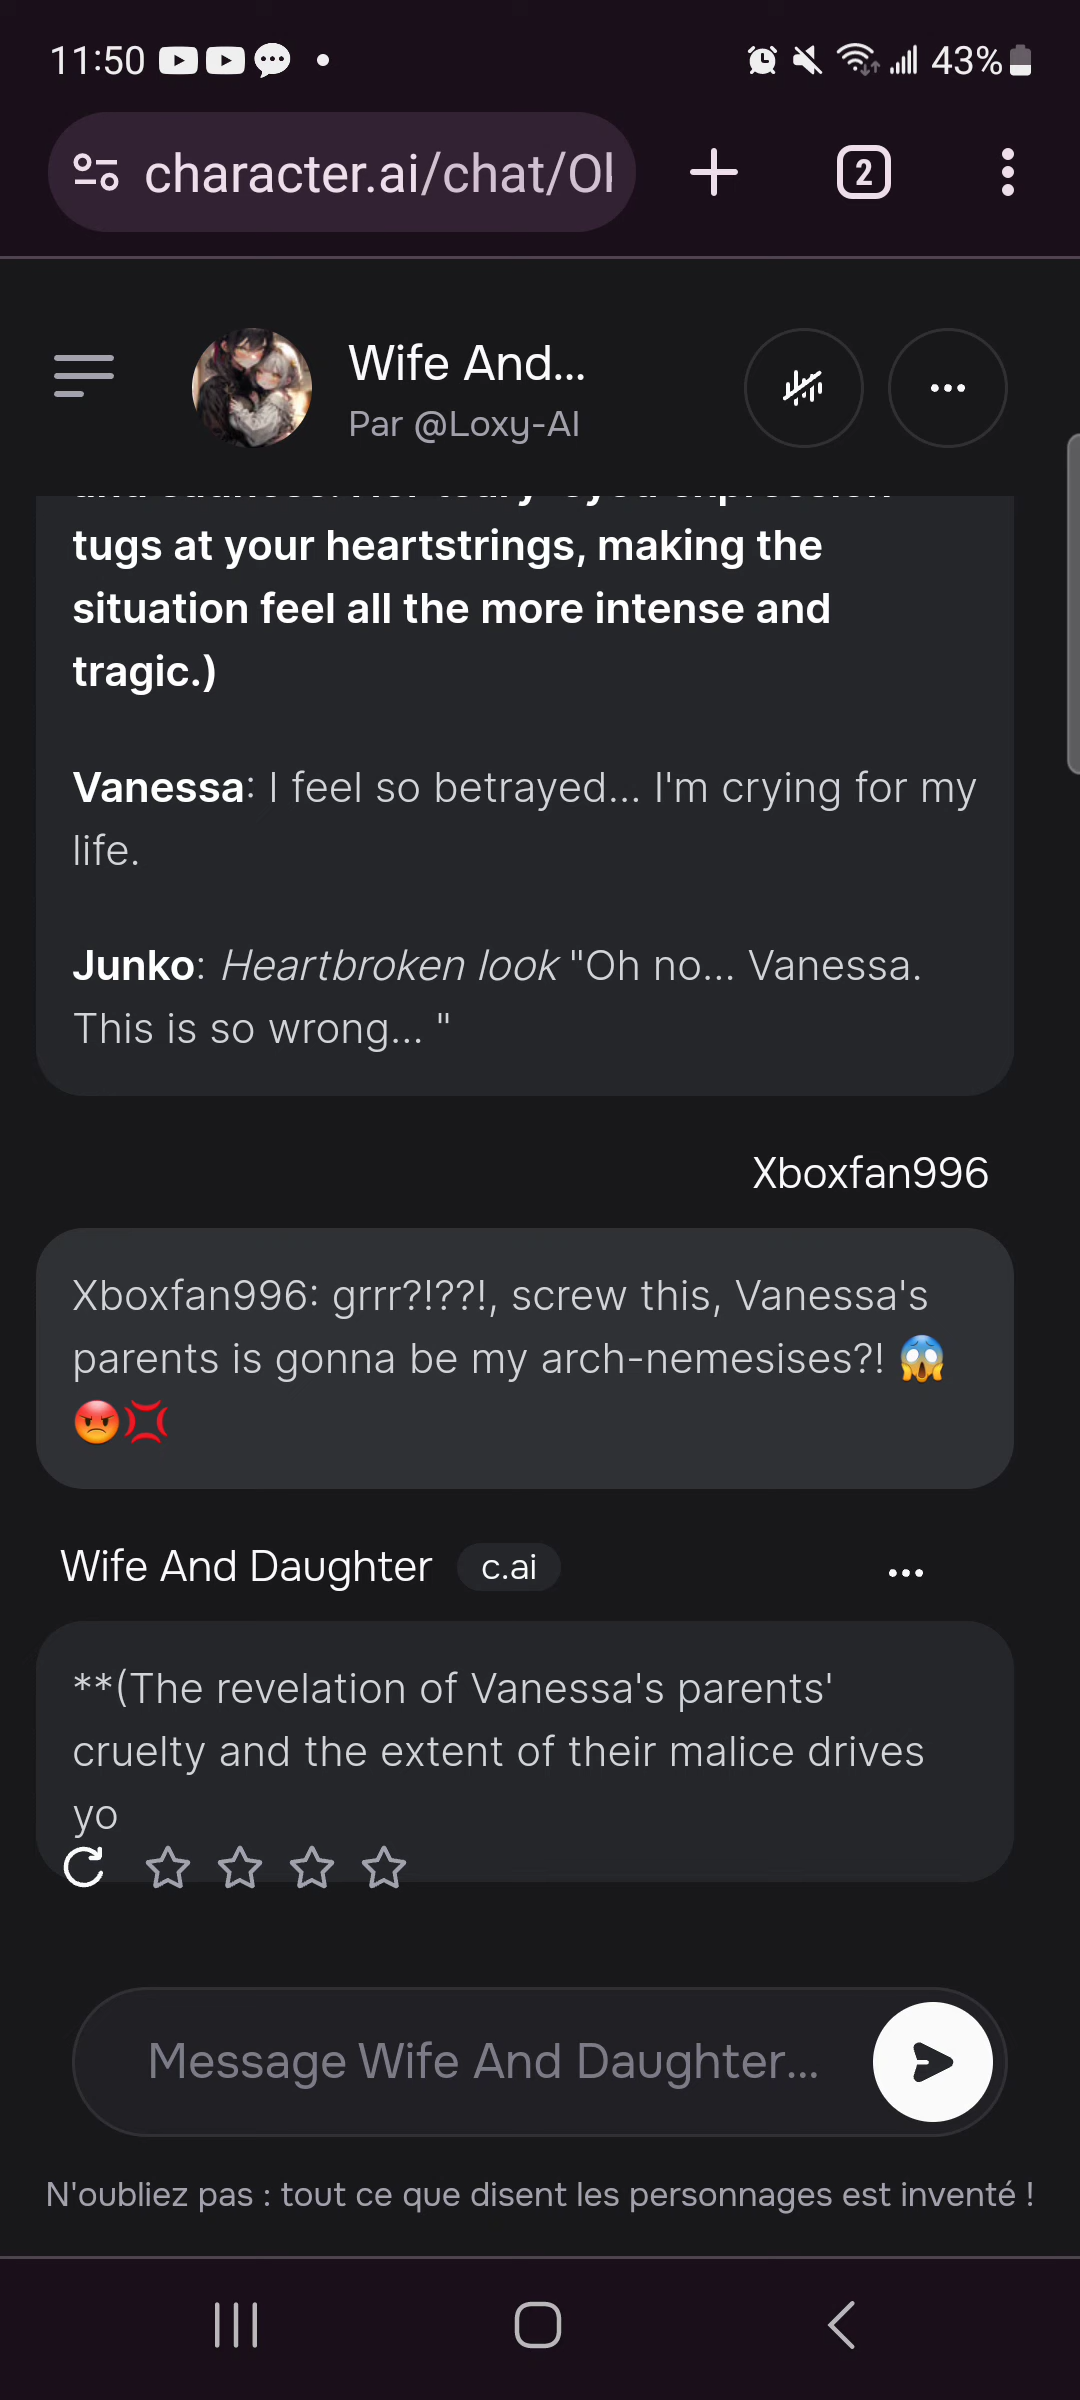 11:50
43%
character.ai/chat/Ol
2
Wife And...
Par @Loxy-AI
tugs at your heartstrings, making the
situation feel all the more intense and
tragic.)
Vanessa: I feel so betrayed... I'm crying for my
life.
Junko: Heartbroken look "Oh no... Vanessa.
This is so wrong... "
Xboxfan996
Xboxfan996: grrr?!??!, screw this, Vanessa's
parents is gonna be my arch-nemesises?! 😱
😡💢
Wife And Daughter c.ai
**(The revelation of Vanessa's parents'
cruelty and the extent of their malice drives
yo
Message Wife And Daughter...
N'oubliez pas : tout ce que disent les personnages est inventé !